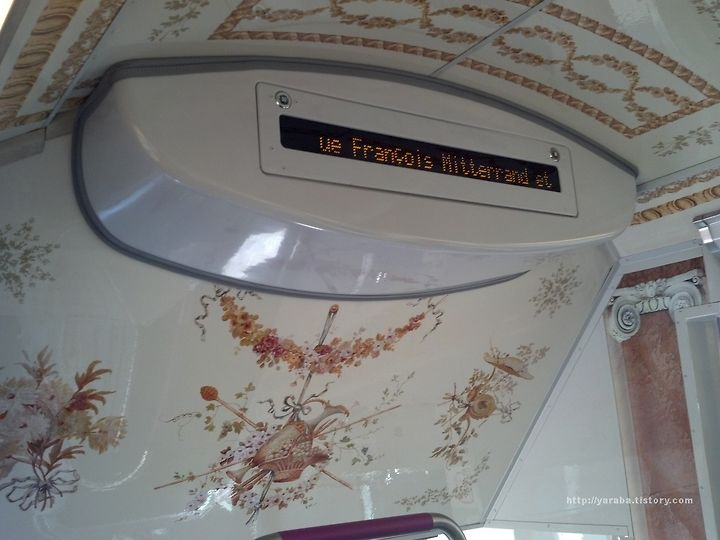 ue François Mitterrand et
http://yaraba.tistory.com